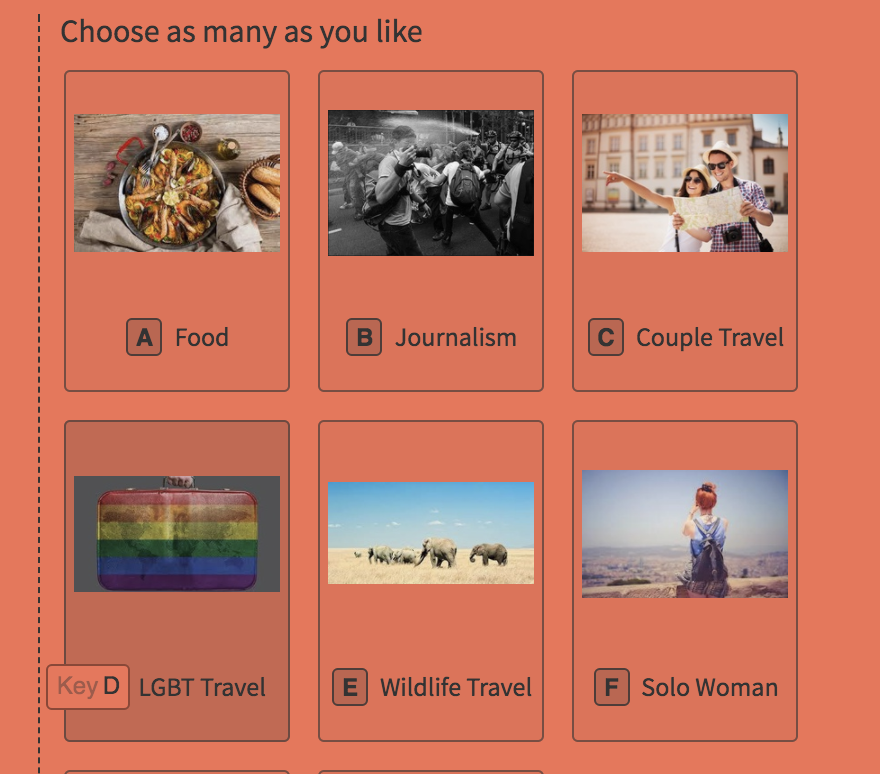 Choose as many as you like
A Food
B Journalism
C Couple Travel
Key D LGBT Travel
E Wildlife Travel
F Solo Woman